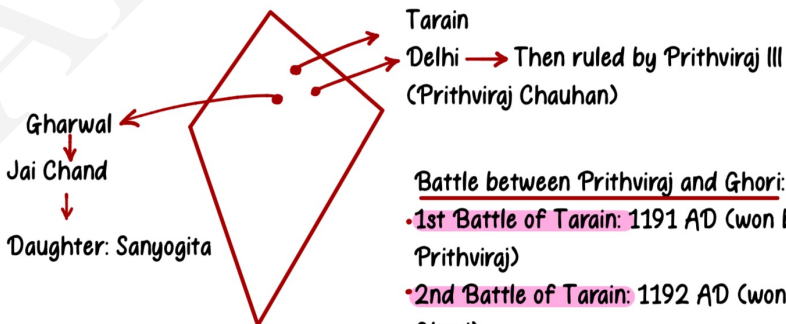 Tarain
Delhi → Then ruled by Prithviraj III
(Prithviraj Chauhan)
Gharwal
Jai Chand
Daughter: Sanyogita
Battle between Prithviraj and Ghori:
•1st Battle of Tarain: 1191 AD (won
Prithviraj)
•2nd Battle of Tarain: 1192 AD (won